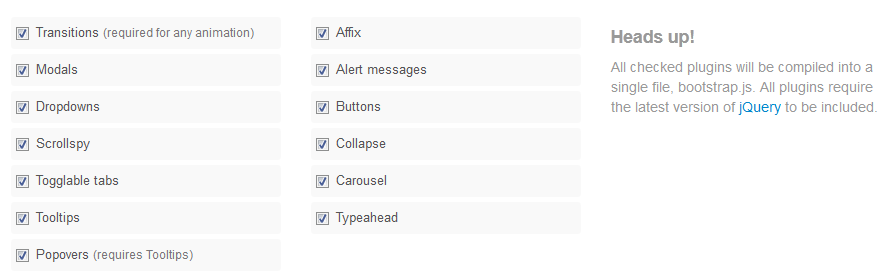 Transitions (required for any animation)
Modals
Dropdowns
Scrollspy
Togglable tabs
Tooltips
Popovers (requires Tooltips)
Affix
Alert messages
Buttons
Collapse
Carousel
Typeahead
Heads up!
All checked plugins will be compiled into a
single file, bootstrap.js. All plugins require
the latest version of jQuery to be included.